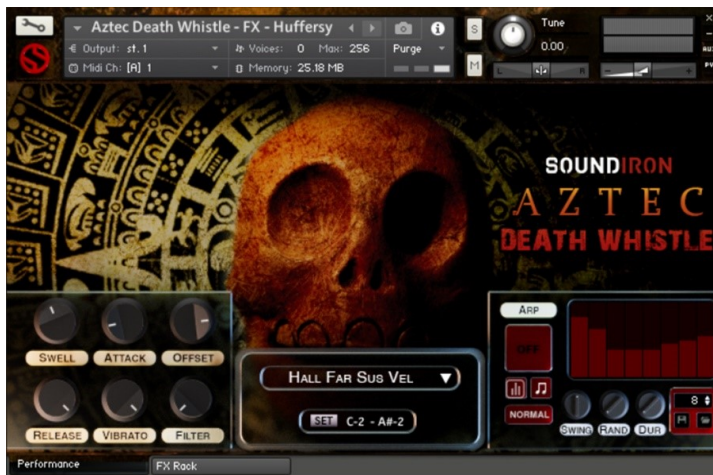 Aztec Death Whistle - FX - Huffersy
Output: st.1
Voices: 0 Max: 256
Purge
Midi Ch: [A] 1
Memory: 25.18 MB
S
M
Tune
0.00
L R
- +
SOUNDIRON
AZTEC
DEATH WHISTLE
SWELL ATTACK OFFSET
RELEASE VIBRATO FILTER
HALL FAR SUS VEL
SET C-2 - A#-2
ARP
OFF
NORMAL
8
SWING RAND DUR
Performance
FX Rack